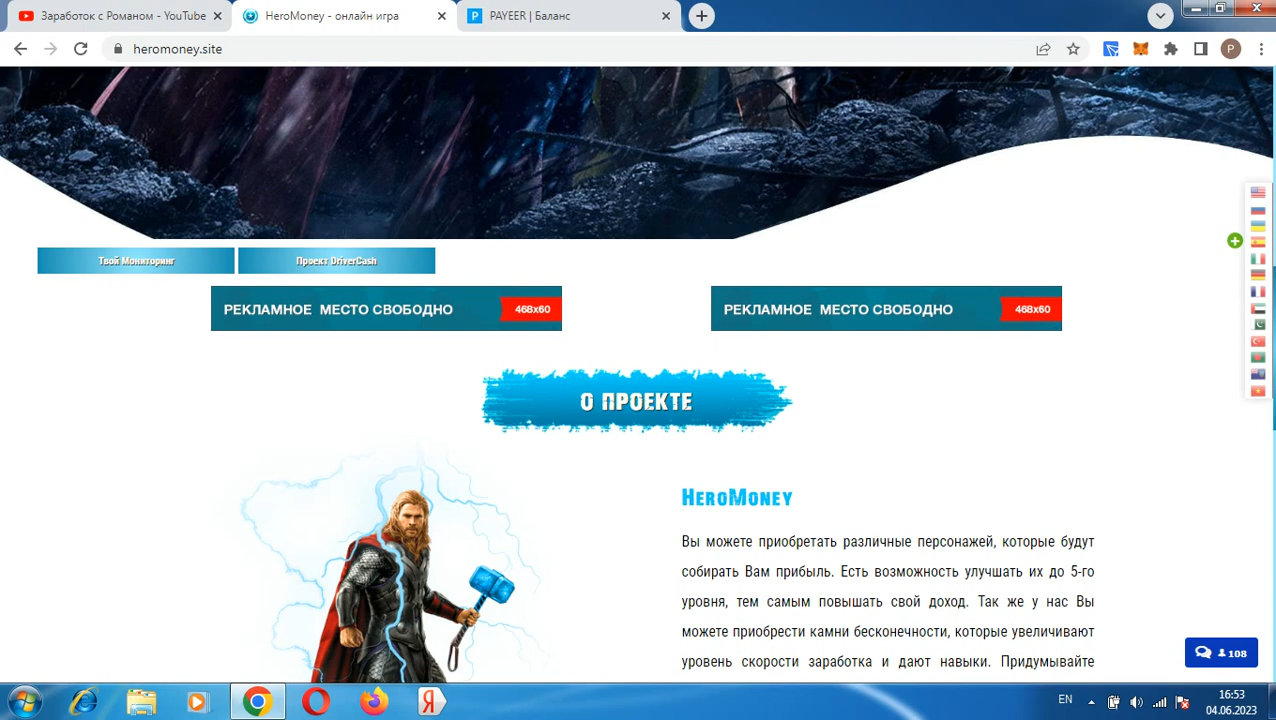 Заработок с Романом - YouTube
HeroMoney - онлайн игра
PAYEER | Баланс
heromoney.site
P
Твой Мониторинг
Проект DriverCash
РЕКЛАМНОЕ МЕСТО СВОБОДНО 468x60
РЕКЛАМНОЕ МЕСТО СВОБОДНО 468x60
О ПРОЕКТЕ
HeroMoney
Вы можете приобретать различные персонажей, которые будут
собирать Вам прибыль. Есть возможность улучшать их до 5-го
уровня, тем самым повышать свой доход. Так же у нас Вы
можете приобрести камни бесконечности, которые увеличивают
уровень скорости заработка и дают навыки. Придумывайте
108
EN
16:53
04.06.2023